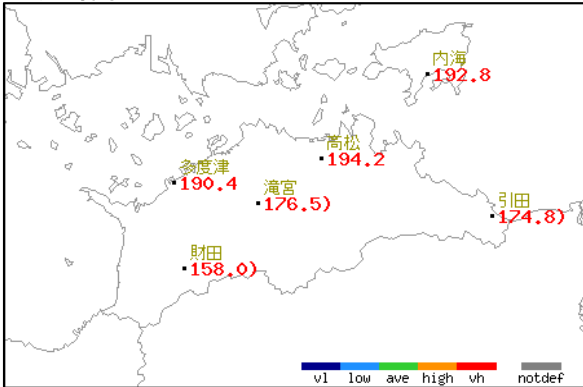 内海
192.8
高松
194.2
多度津
190.4
滝宮
176.5)
引田
174.8)
財田
158.0)
vl low ave high vh notdef